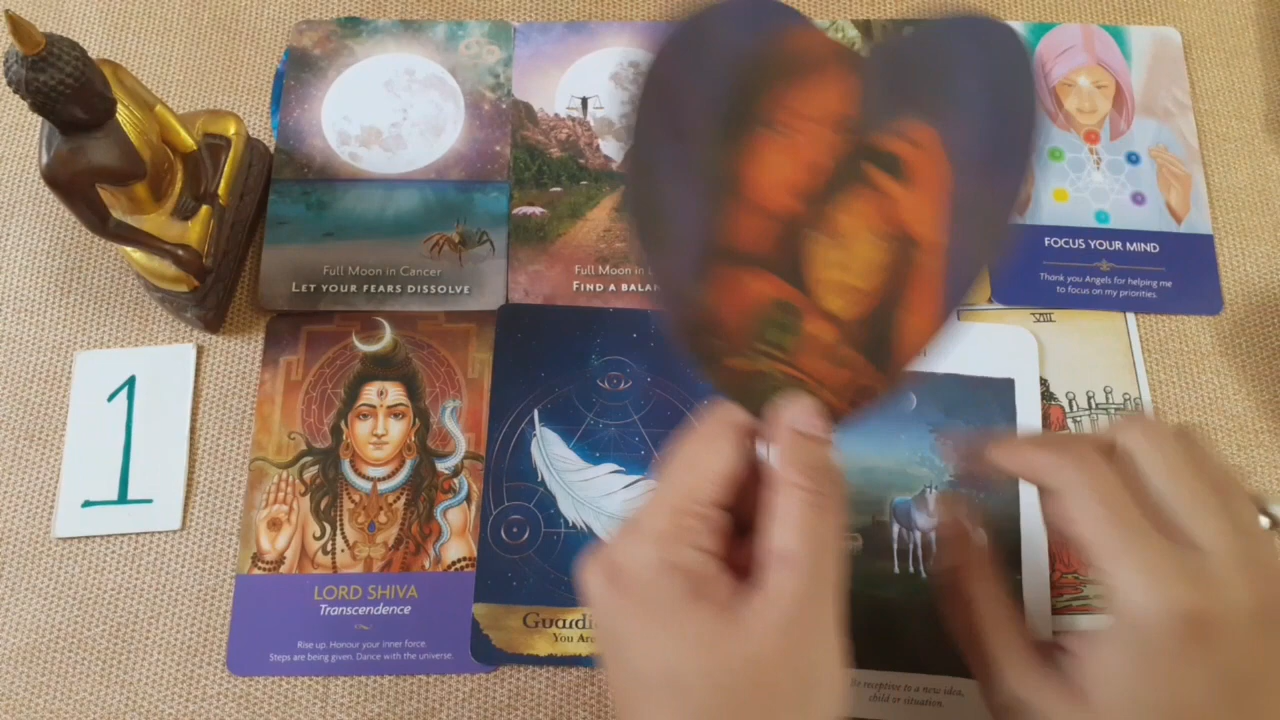 Full Moon in Cancer
LET YOUR FEARS DISSOLVE
Full Moon in
FIND A
FOCUS YOUR MIND
Thank you Angels for helping me
to focus on my priorities.
VIII
1
LORD SHIVA
Transcendence
Rise up. Honour your inner force.
Steps are being given. Dance with the universe.
You
Be receptive to a new idea,
child or situation.